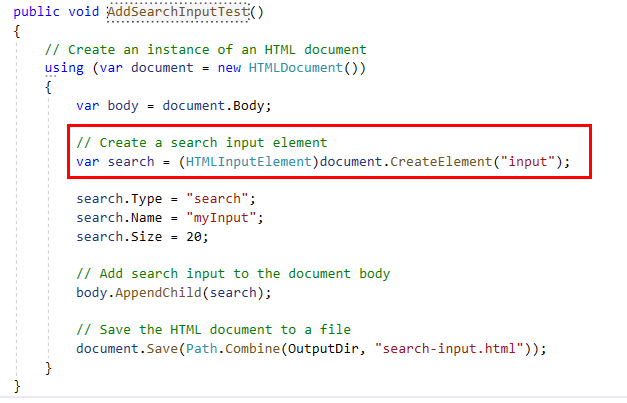 public void AddSearchInputTest()
{
// Create an instance of an HTML document
using (var document = new HTMLDocument())
{
var body = document.Body;
// Create a search input element
var search = (HTMLInputElement)document.CreateElement("input");
search.Type = "search";
search.Name = "myInput";
search.Size = 20;
// Add search input to the document body
body.AppendChild(search);
// Save the HTML document to a file
document.Save(Path.Combine(OutputDir, "search-input.html"));
}
}